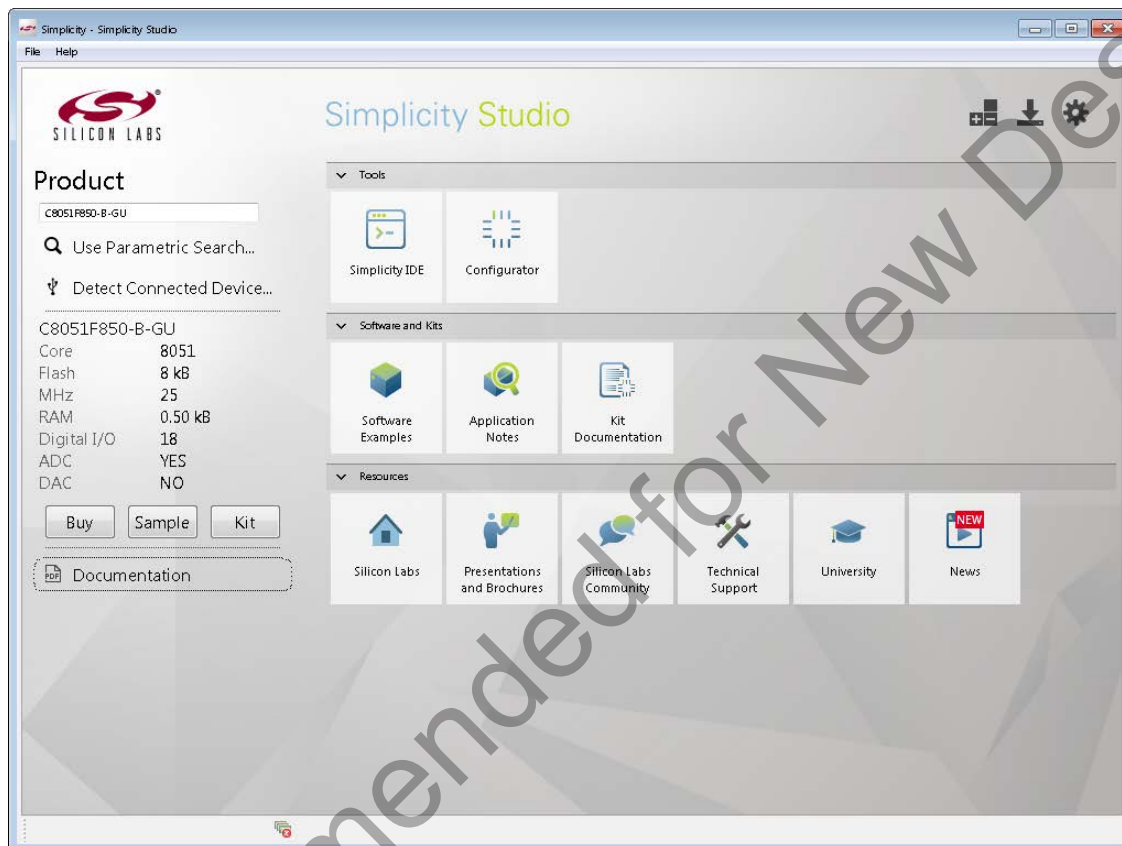 Simplicity - Simplicity Studio
File Help
SILICON LABS
Simplicity Studio
Product
C8051F850-B-GU
Use Parametric Search...
Detect Connected Device...
C8051F850-B-GU
Core 8051
Flash 8 kB
MHz 25
RAM 0.50 kB
Digital I/O 18
ADC YES
DAC NO
Buy Sample Kit
PDF Documentation
Tools
Simplicity IDE
Configurator
Software and Kits
Software
Examples
Application
Notes
Kit
Documentation
Resources
Silicon Labs
Presentations
and Brochures
Silicon Labs
Community
Technical
Support
University
NEW
News
mended for New Des